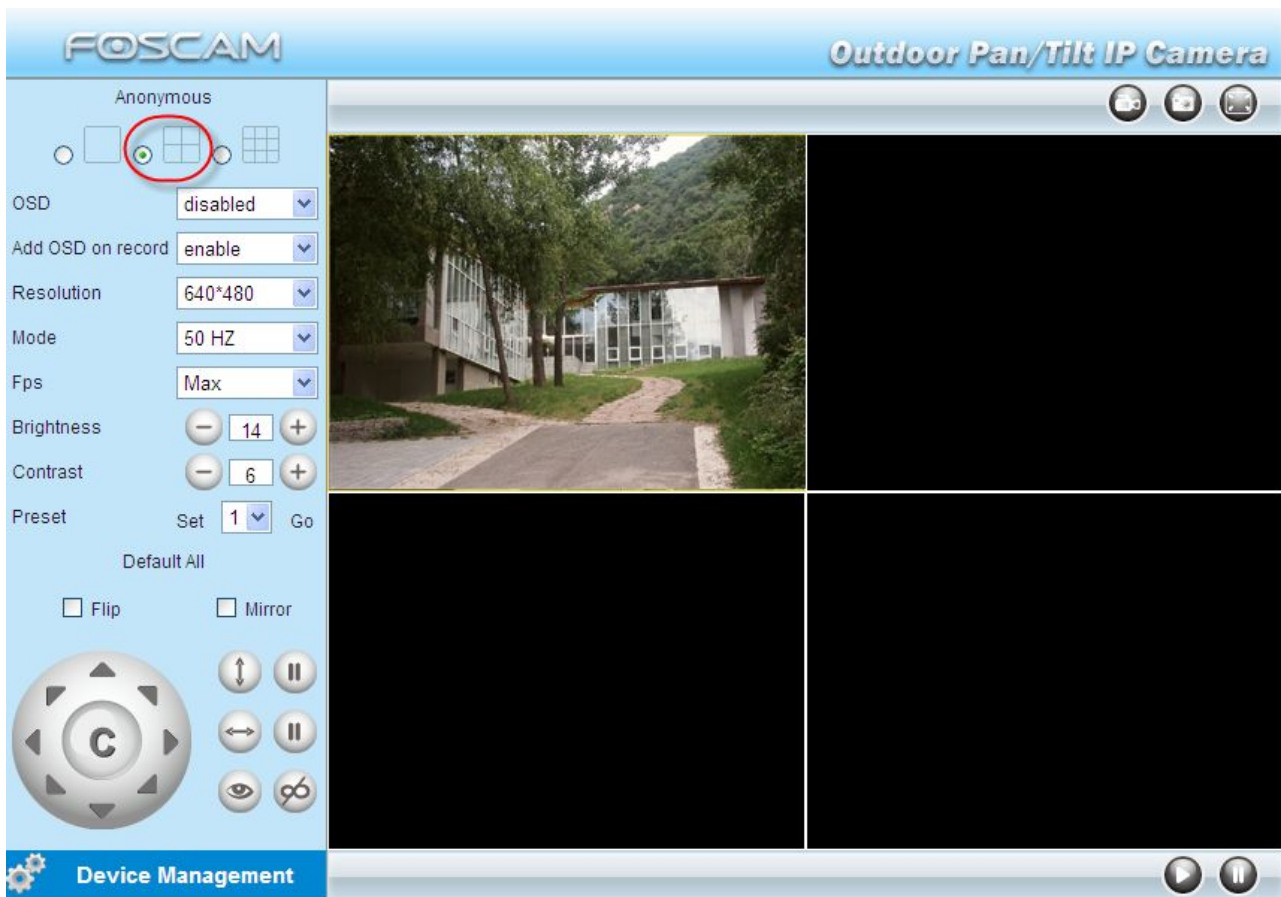 FOSCAM
Outdoor Pan/Tilt IP Camera
Anonymous
OSD disabled
Add OSD on record enable
Resolution 640*480
Mode 50 HZ
Fps Max
Brightness 14
Contrast 6
Preset Set 1 Go
Default All
Flip Mirror
C
Device Management